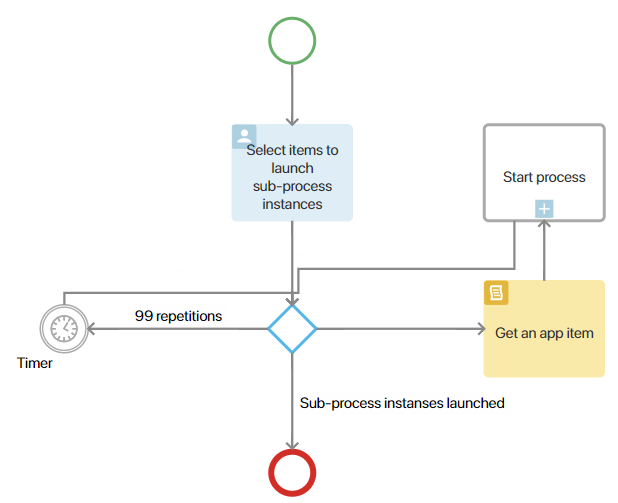 Select items to
launch
sub-process
instances
Start process
99 repetitions
Get an app item
Timer
Sub-process instanses launched